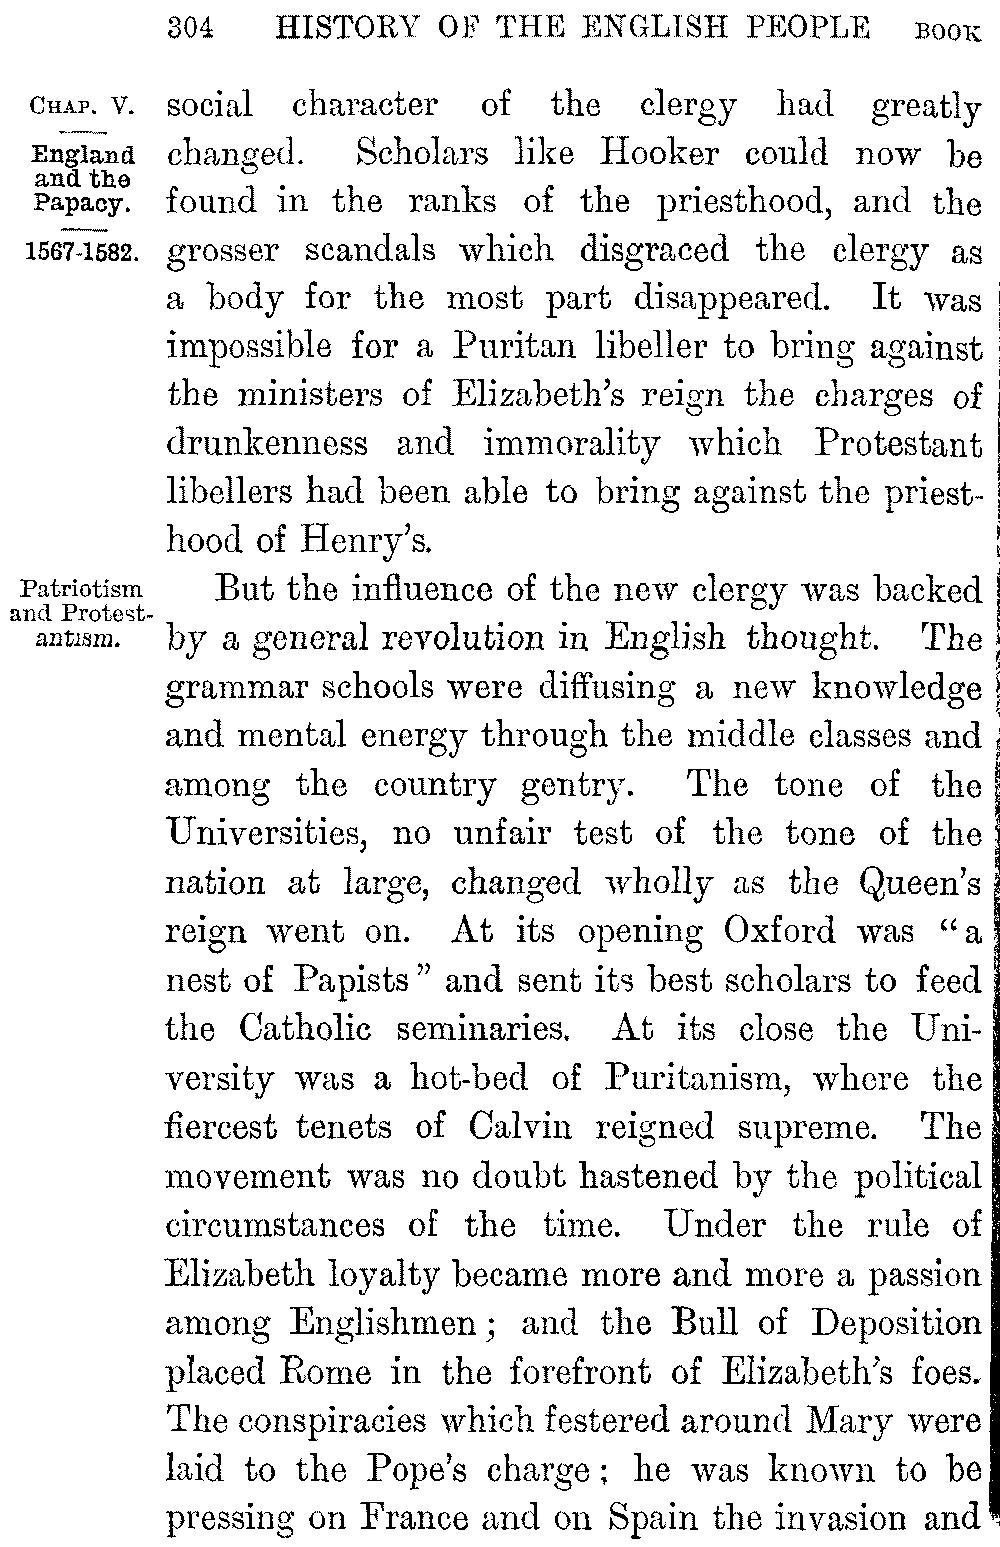 304 HISTORY OF THE ENGLISH PEOPLE BOOK
CHAP. V.
England
and the
Papacy.
1567-1582.
social character of the clergy had greatly
changed. Scholars like Hooker could now be
found in the ranks of the priesthood, and the
grosser scandals which disgraced the clergy as
a body for the most part disappeared. It was
impossible for a Puritan libeller to bring against
the ministers of Elizabeth's reign the charges of
drunkenness and immorality which Protestant
libellers had been able to bring against the priest-
hood of Henry's.
Patriotism
and Protest-
antism.
But the influence of the new clergy was backed
by a general revolution in English thought. The
grammar schools were diffusing a new knowledge
and mental energy through the middle classes and
among the country gentry. The tone of the
Universities, no unfair test of the tone of the
nation at large, changed wholly as the Queen's
reign went on. At its opening Oxford was "a
nest of Papists" and sent its best scholars to feed
the Catholic seminaries. At its close the Uni-
versity was a hot-bed of Puritanism, where the
fiercest tenets of Calvin reigned supreme. The
movement was no doubt hastened by the political
circumstances of the time. Under the rule of
Elizabeth loyalty became more and more a passion
among Englishmen; and the Bull of Deposition
placed Rome in the forefront of Elizabeth's foes.
The conspiracies which festered around Mary were
laid to the Pope's charge; he was known to be
pressing on France and on Spain the invasion and